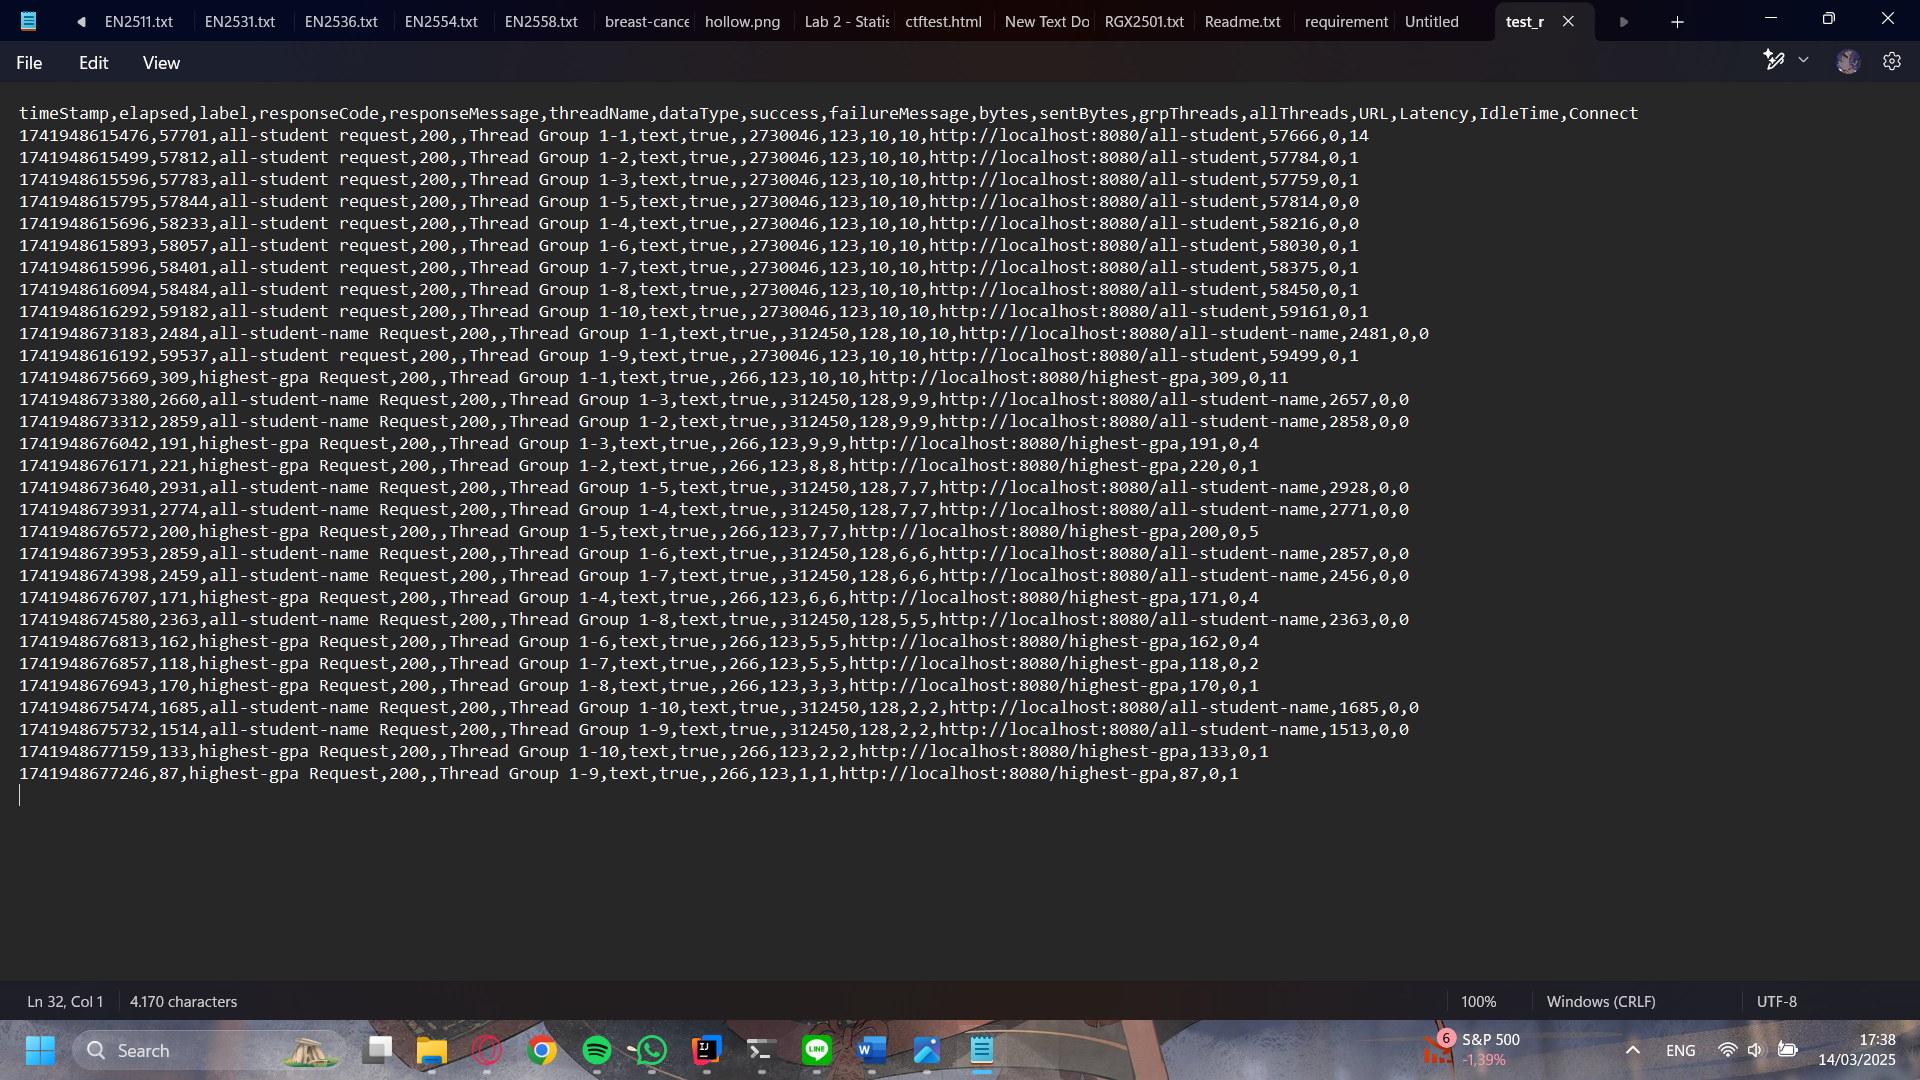 EN2511.txt EN2531.txt EN2536.txt EN2554.txt EN2558.txt breast-cance hollow.png Lab 2 - Statis ctftest.html New Text Do RGX2501.txt Readme.txt requirement Untitled test_r
File Edit View
timeStamp,elapsed,label,responseCode,responseMessage,threadName,dataType,success,failureMessage,bytes,sentBytes,grpThreads,allThreads,URL,Latency,IdleTime,Connect
1741948615476,57701,all-student request,200,,Thread Group 1-1,text,true,,2730046,123,10,10,http://localhost:8080/all-student,57666,0,14
1741948615499,57812,all-student request,200,,Thread Group 1-2,text,true,,2730046,123,10,10,http://localhost:8080/all-student,57784,0,1
1741948615596,57783,all-student request,200,,Thread Group 1-3,text,true,,2730046,123,10,10,http://localhost:8080/all-student,57759,0,1
1741948615795,57844,all-student request,200,,Thread Group 1-5,text,true,,2730046,123,10,10,http://localhost:8080/all-student,57814,0,0
1741948615696,58233,all-student request,200,,Thread Group 1-4,text,true,,2730046,123,10,10,http://localhost:8080/all-student,58216,0,0
1741948615893,58057,all-student request,200,,Thread Group 1-6,text,true,,2730046,123,10,10,http://localhost:8080/all-student,58030,0,1
1741948615996,58401,all-student request,200,,Thread Group 1-7,text,true,,2730046,123,10,10,http://localhost:8080/all-student,58375,0,1
1741948616094,58484,all-student request,200,,Thread Group 1-8,text,true,,2730046,123,10,10,http://localhost:8080/all-student,58450,0,1
1741948616292,59182,all-student request,200,,Thread Group 1-10,text,true,,2730046,123,10,10,http://localhost:8080/all-student,59161,0,1
1741948673183,2484,all-student-name Request,200,,Thread Group 1-1,text,true,,312450,128,10,10,http://localhost:8080/all-student-name,2481,0,0
1741948616192,59537,all-student request,200,,Thread Group 1-9,text,true,,2730046,123,10,10,http://localhost:8080/all-student,59499,0,1
1741948675669,309,highest-gpa Request,200,,Thread Group 1-1,text,true,,266,123,10,10,http://localhost:8080/highest-gpa,309,0,11
1741948673380,2660,all-student-name Request,200,,Thread Group 1-3,text,true,,312450,128,9,9,http://localhost:8080/all-student-name,2657,0,0
1741948673312,2859,all-student-name Request,200,,Thread Group 1-2,text,true,,312450,128,9,9,http://localhost:8080/all-student-name,2858,0,0
1741948676042,191,highest-gpa Request,200,,Thread Group 1-3,text,true,,266,123,9,9,http://localhost:8080/highest-gpa,191,0,4
1741948676171,221,highest-gpa Request,200,,Thread Group 1-2,text,true,,266,123,8,8,http://localhost:8080/highest-gpa,220,0,1
1741948673640,2931,all-student-name Request,200,,Thread Group 1-5,text,true,,312450,128,7,7,http://localhost:8080/all-student-name,2928,0,0
1741948673931,2774,all-student-name Request,200,,Thread Group 1-4,text,true,,312450,128,7,7,http://localhost:8080/all-student-name,2771,0,0
1741948676572,200,highest-gpa Request,200,,Thread Group 1-5,text,true,,266,123,7,7,http://localhost:8080/highest-gpa,200,0,5
1741948673953,2859,all-student-name Request,200,,Thread Group 1-6,text,true,,312450,128,6,6,http://localhost:8080/all-student-name,2857,0,0
1741948674398,2459,all-student-name Request,200,,Thread Group 1-7,text,true,,312450,128,6,6,http://localhost:8080/all-student-name,2456,0,0
1741948676707,171,highest-gpa Request,200,,Thread Group 1-4,text,true,,266,123,6,6,http://localhost:8080/highest-gpa,171,0,4
1741948674580,2363,all-student-name Request,200,,Thread Group 1-8,text,true,,312450,128,5,5,http://localhost:8080/all-student-name,2363,0,0
1741948676813,162,highest-gpa Request,200,,Thread Group 1-6,text,true,,266,123,5,5,http://localhost:8080/highest-gpa,162,0,4
1741948676857,118,highest-gpa Request,200,,Thread Group 1-7,text,true,,266,123,5,5,http://localhost:8080/highest-gpa,118,0,2
1741948676943,170,highest-gpa Request,200,,Thread Group 1-8,text,true,,266,123,3,3,http://localhost:8080/highest-gpa,170,0,1
1741948675474,1685,all-student-name Request,200,,Thread Group 1-10,text,true,,312450,128,2,2,http://localhost:8080/all-student-name,1685,0,0
1741948675732,1514,all-student-name Request,200,,Thread Group 1-9,text,true,,312450,128,2,2,http://localhost:8080/all-student-name,1513,0,0
1741948677159,133,highest-gpa Request,200,,Thread Group 1-10,text,true,,266,123,2,2,http://localhost:8080/highest-gpa,133,0,1
1741948677246,87,highest-gpa Request,200,,Thread Group 1-9,text,true,,266,123,1,1,http://localhost:8080/highest-gpa,87,0,1
Ln 32, Col 1 4.170 characters 100% Windows (CRLF) UTF-8
Search 6 S&P 500 ENG 17:38
-1,39% 14/03/2025